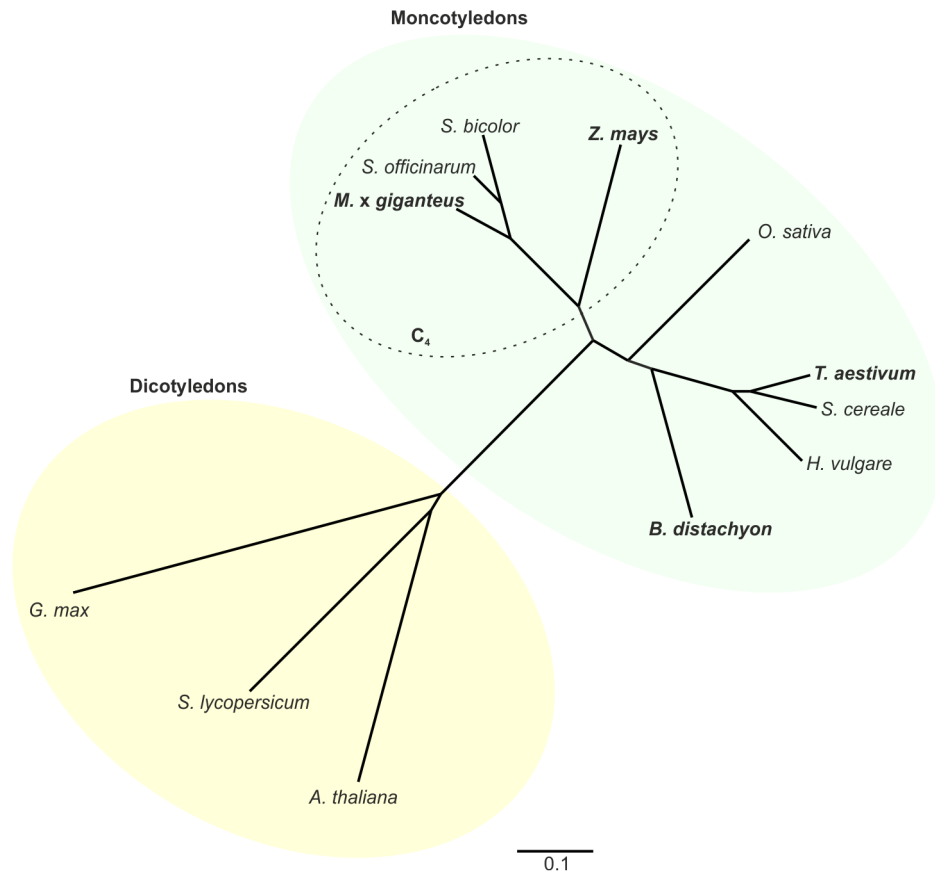 Moncotyledons
S. bicolor
Z. mays
S. officinarum
M. x giganteus
O. sativa
C₄
T. aestivum
Dicotyledons
S. cereale
H. vulgare
B. distachyon
G. max
S. lycopersicum
A. thaliana
0.1